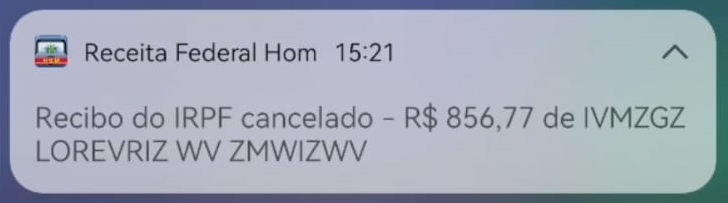 Receita Federal Hom 15:21
Recibo do IRPF cancelado - R$ 856,77 de IVMZGZ
LOREVRIZ WV ZMWIZWV